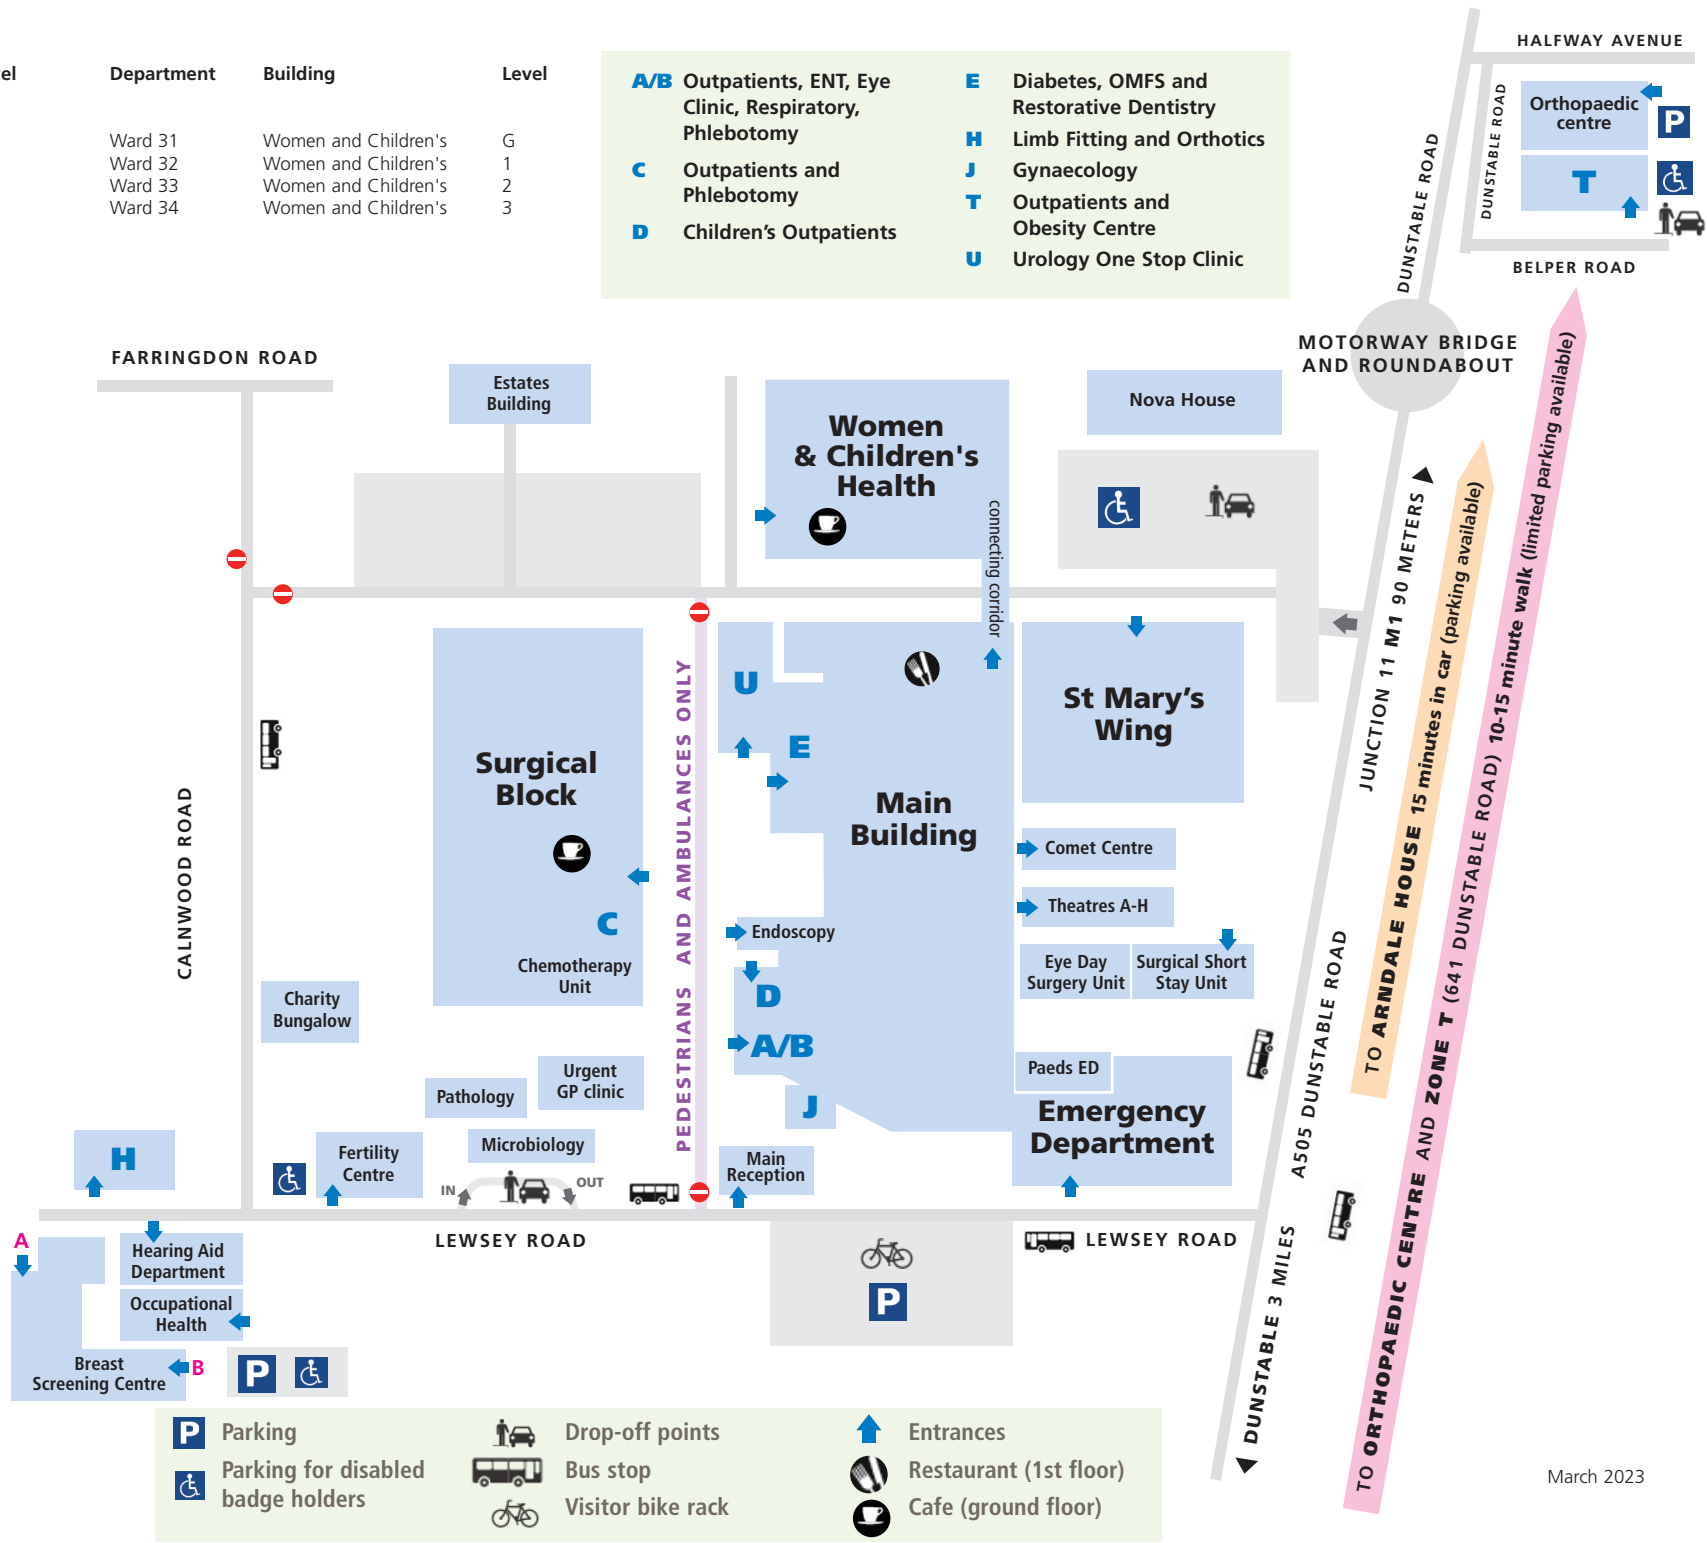 el
Department Building Level
Ward 31 Women and Children's G
Ward 32 Women and Children's 1
Ward 33 Women and Children's 2
Ward 34 Women and Children's 3
A/B Outpatients, ENT, Eye
Clinic, Respiratory,
Phlebotomy
C Outpatients and
Phlebotomy
D Children’s Outpatients
E Diabetes, OMFS and
Restorative Dentistry
H Limb Fitting and Orthotics
J Gynaecology
T Outpatients and
Obesity Centre
U Urology One Stop Clinic
HALFWAY AVENUE
DUNSTABLE ROAD
DUNSTABLE ROAD
Orthopaedic
centre
P
T
BELPER ROAD
MOTORWAY BRIDGE
AND ROUNDABOUT
FARRINGDON ROAD
Estates
Building
Women
& Children's
Health
connecting corridor
Nova House
JUNCTION 11 M1 90 METERS
TO ARNDALE HOUSE 15 minutes in car (parking available)
TO ORTHOPAEDIC CENTRE AND ZONE T (641 DUNSTABLE ROAD) 10-15 minute walk (limited parking available)
CALNWOOD ROAD
Surgical
Block
C
Chemotherapy
Unit
PEDESTRIANS AND AMBULANCES ONLY
U
E
Main
Building
St Mary’s
Wing
Comet Centre
Theatres A-H
Endoscopy
Eye Day
Surgery Unit
Surgical Short
Stay Unit
D
A/B
J
Charity
Bungalow
Pathology
Urgent
GP clinic
Paeds ED
Emergency
Department
A505 DUNSTABLE ROAD
H
Fertility
Centre
Microbiology
IN
OUT
Main
Reception
LEWSEY ROAD
LEWSEY ROAD
P
DUNSTABLE 3 MILES
A
Hearing Aid
Department
Occupational
Health
Breast
Screening Centre
B
P
P Parking
Parking for disabled
badge holders
Drop-off points
Bus stop
Visitor bike rack
Entrances
Restaurant (1st floor)
Cafe (ground floor)
March 2023